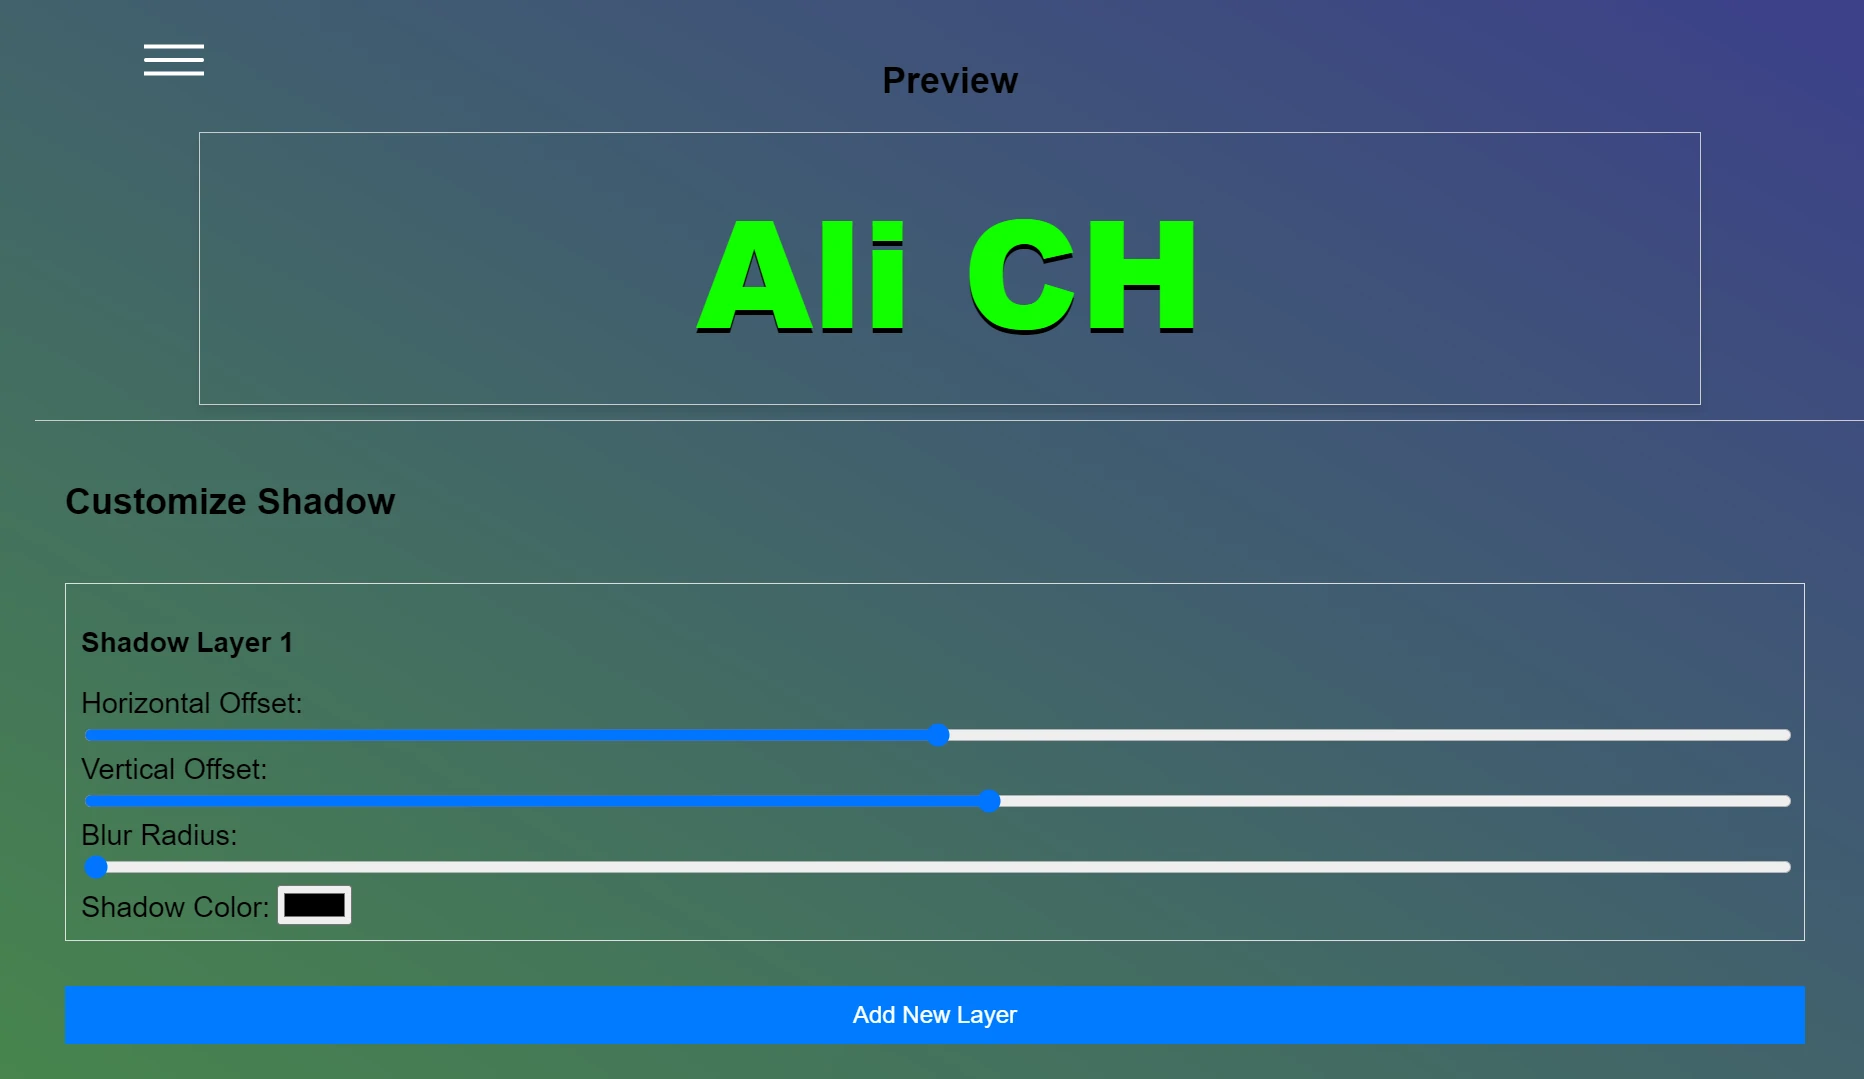 Preview
Ali CH
Customize Shadow
Shadow Layer 1
Horizontal Offset:
Vertical Offset:
Blur Radius:
Shadow Color:
Add New Layer